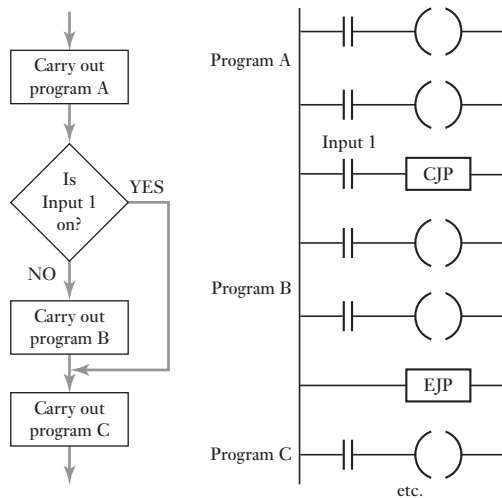 Carry out
program A
Is
Input 1
on?
YES
NO
Carry out
program B
Carry out
program C
Program A
Input 1
CJP
Program B
EJP
Program C
etc.